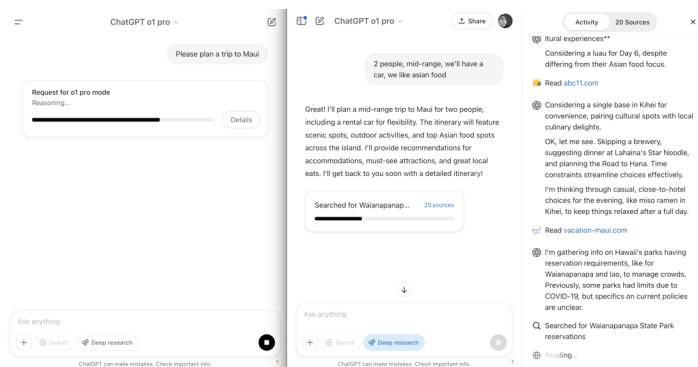 ChatGPT o1 pro
Please plan a trip to Maui
Request for o1 pro mode
Reasoning...
Details
Ask anything
Search
Deep research
ChatGPT can make mistakes. Check important info.
?
ChatGPT o1 pro
Share
2 people, mid-range, we'll have a
car, we like asian food
Great! I'll plan a mid-range trip to Maui for two people,
including a rental car for flexibility. The itinerary will feature
scenic spots, outdoor activities, and top Asian food spots
across the island. I'll provide recommendations for
accommodations, must-see attractions, and great local
eats. I'll get back to you soon with a detailed itinerary!
Searched for Waianapanap...
20 sources
Ask anything
Search
Deep research
ChatGPT can make mistakes. Check important info.
?
Activity
20 Sources
ltural experiences**
Considering a luau for Day 6, despite
differing from their Asian food focus.
Read abc11.com
Considering a single base in Kihei for
convenience, pairing cultural spots with local
culinary delights.
OK, let me see. Skipping a brewery,
suggesting dinner at Lahaina's Star Noodle,
and planning the Road to Hana. Time
constraints streamline choices effectively.
I'm thinking through casual, close-to-hotel
choices for the evening, like miso ramen in
Kihei, to keep things relaxed after a full day.
Read vacation-maui.com
I'm gathering info on Hawaii's parks having
reservation requirements, like for
Waianapanapa and Iao, to manage crowds.
Previously, some parks had limits due to
COVID-19, but specifics on current policies
are unclear.
Searched for Waianapanapa State Park
reservations
Reading...